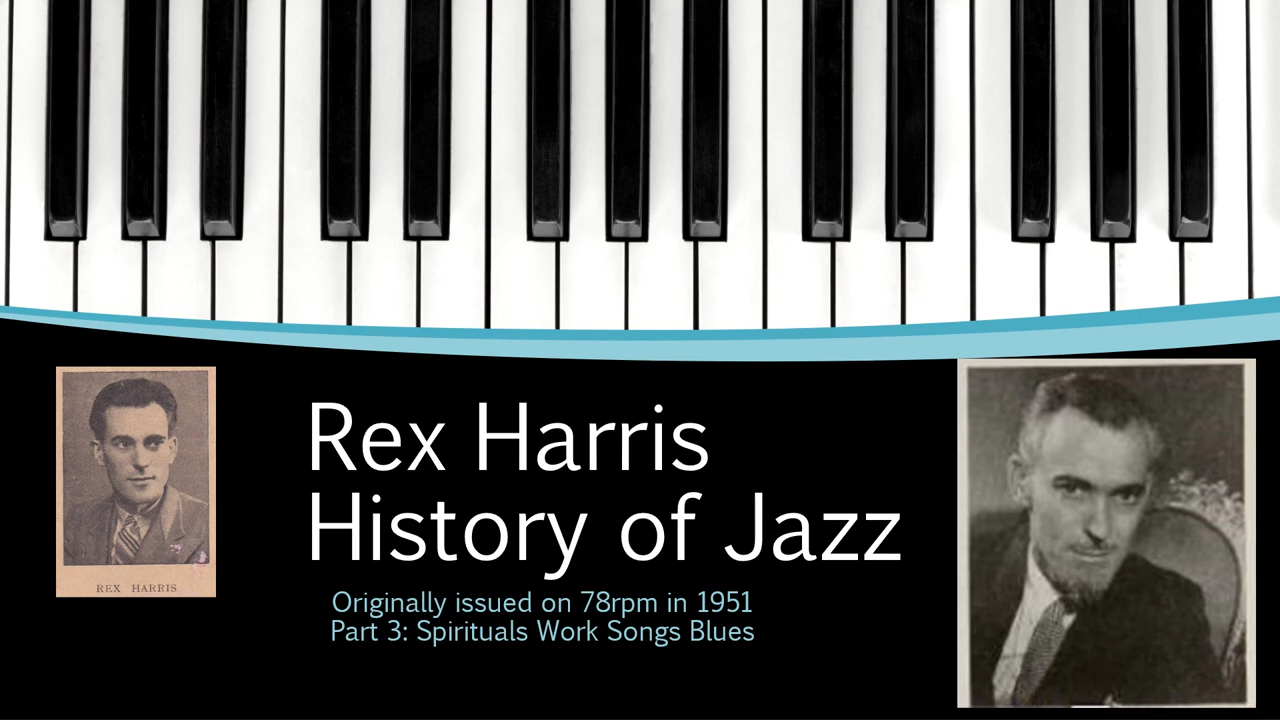 REX HARRIS
Rex Harris
History of Jazz
Originally issued on 78rpm in 1951
Part 3: Spirituals Work Songs Blues